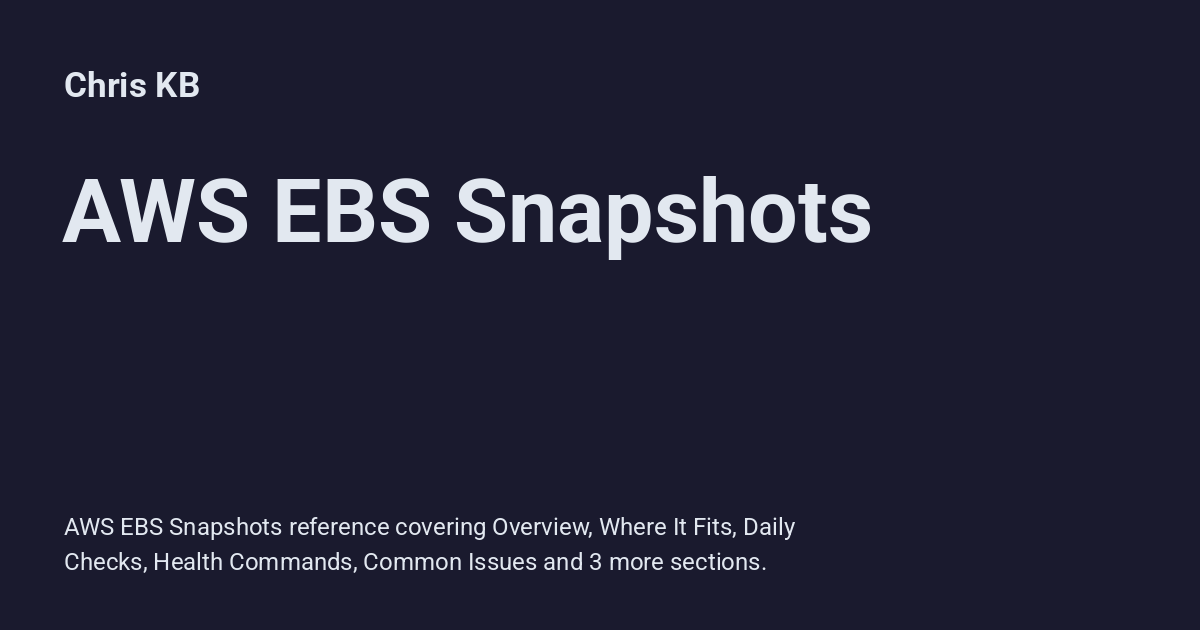 Chris KB
AWS EBS Snapshots
AWS EBS Snapshots reference covering Overview, Where It Fits, Daily
Checks, Health Commands, Common Issues and 3 more sections.